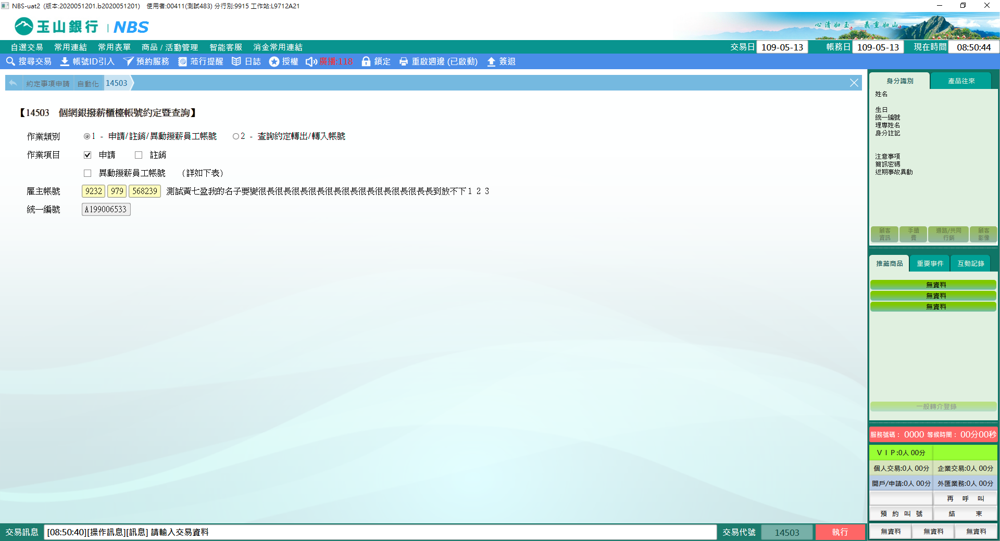 NBS-uat2 (版本:2020051201.b2020051201) 使用者:00411(測試483) 分行別:9915 工作站:L9712A21
玉山銀行 | NBS
心清如玉。義重如山。
自選交易 常用連結 常用表單 商品 / 活動管理 智能客服 消金常用連結 交易日 109-05-13 帳務日 109-05-13 現在時間 08:50:44
搜尋交易 帳號ID引入 預約服務 蒞行提醒 日誌 授權 廣播:118 鎖定 重啟週邊 (已啟動) 簽退
約定事項申請 自動化 14503
【14503 個網銀撥薪櫃檯帳號約定暨查詢】
作業類別 1 - 申請/註銷/異動撥薪員工帳號 2 - 查詢約定轉出/轉入帳號
作業項目 申請 註銷
異動撥薪員工帳號 (詳如下表)
雇主帳號 9232 979 568239 測試黃七盈我的名子要變很長很長很長很長很長很長很長很長很長很長長到放不下１２３
統一編號 A199006533
身分識別 產品往來
姓名
生日
統一編號
理專姓名
身分註記
注意事項
簡訊密碼
近期事故異動
顧客資訊 手續費 通路/共同行銷 顧客影像
推薦商品 重要事件 互動記錄
無資料
無資料
無資料
一般轉介登錄
服務號碼： 0000 等候時間： 00分00秒
ＶＩＰ:0人 00分
個人交易:0人 00分 企業交易:0人 00分
開戶/申請:0人 00分 外匯業務:0人 00分
再 呼 叫
預 約 叫 號 結 束
無資料 無資料 無資料
交易訊息 [08:50:40][操作訊息][訊息] 請輸入交易資料 交易代號 14503 執行